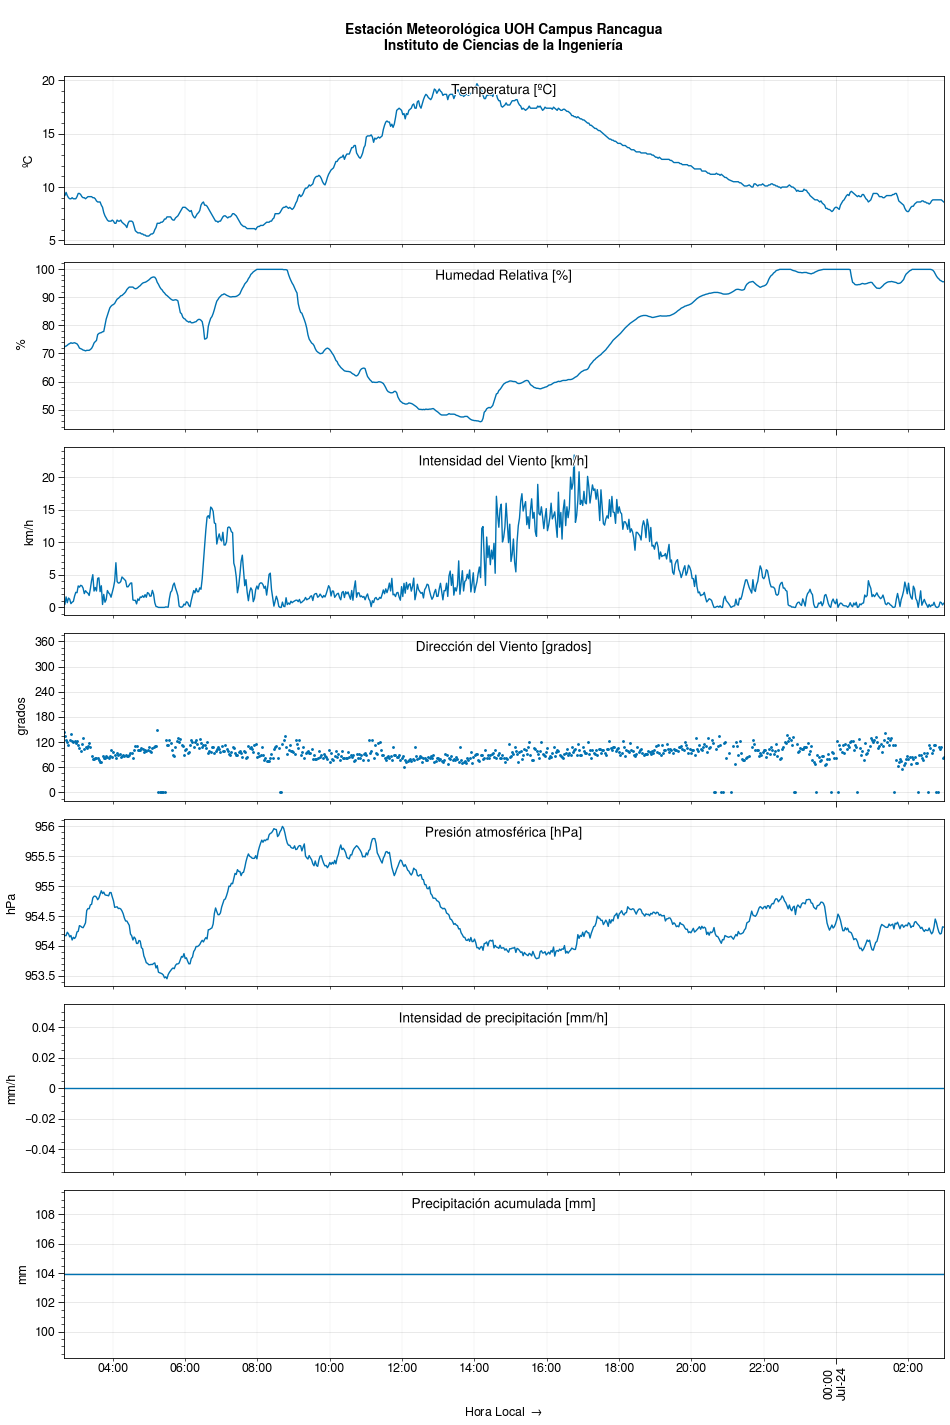 Estación Meteorológica UOH Campus Rancagua
Instituto de Ciencias de la Ingeniería
Temperatura [ºC]
20
15
10
5
ºC
Humedad Relativa [%]
100
90
80
70
60
50
%
Intensidad del Viento [km/h]
20
15
10
5
0
km/h
Dirección del Viento [grados]
360
300
240
180
120
60
0
grados
Presión atmosférica [hPa]
956
955.5
955
954.5
954
953.5
hPa
Intensidad de precipitación [mm/h]
0.04
0.02
0
−0.02
−0.04
mm/h
Precipitación acumulada [mm]
108
106
104
102
100
mm
04:00 06:00 08:00 10:00 12:00 14:00 16:00 18:00 20:00 22:00 00:00 02:00
Jul-24
Hora Local →